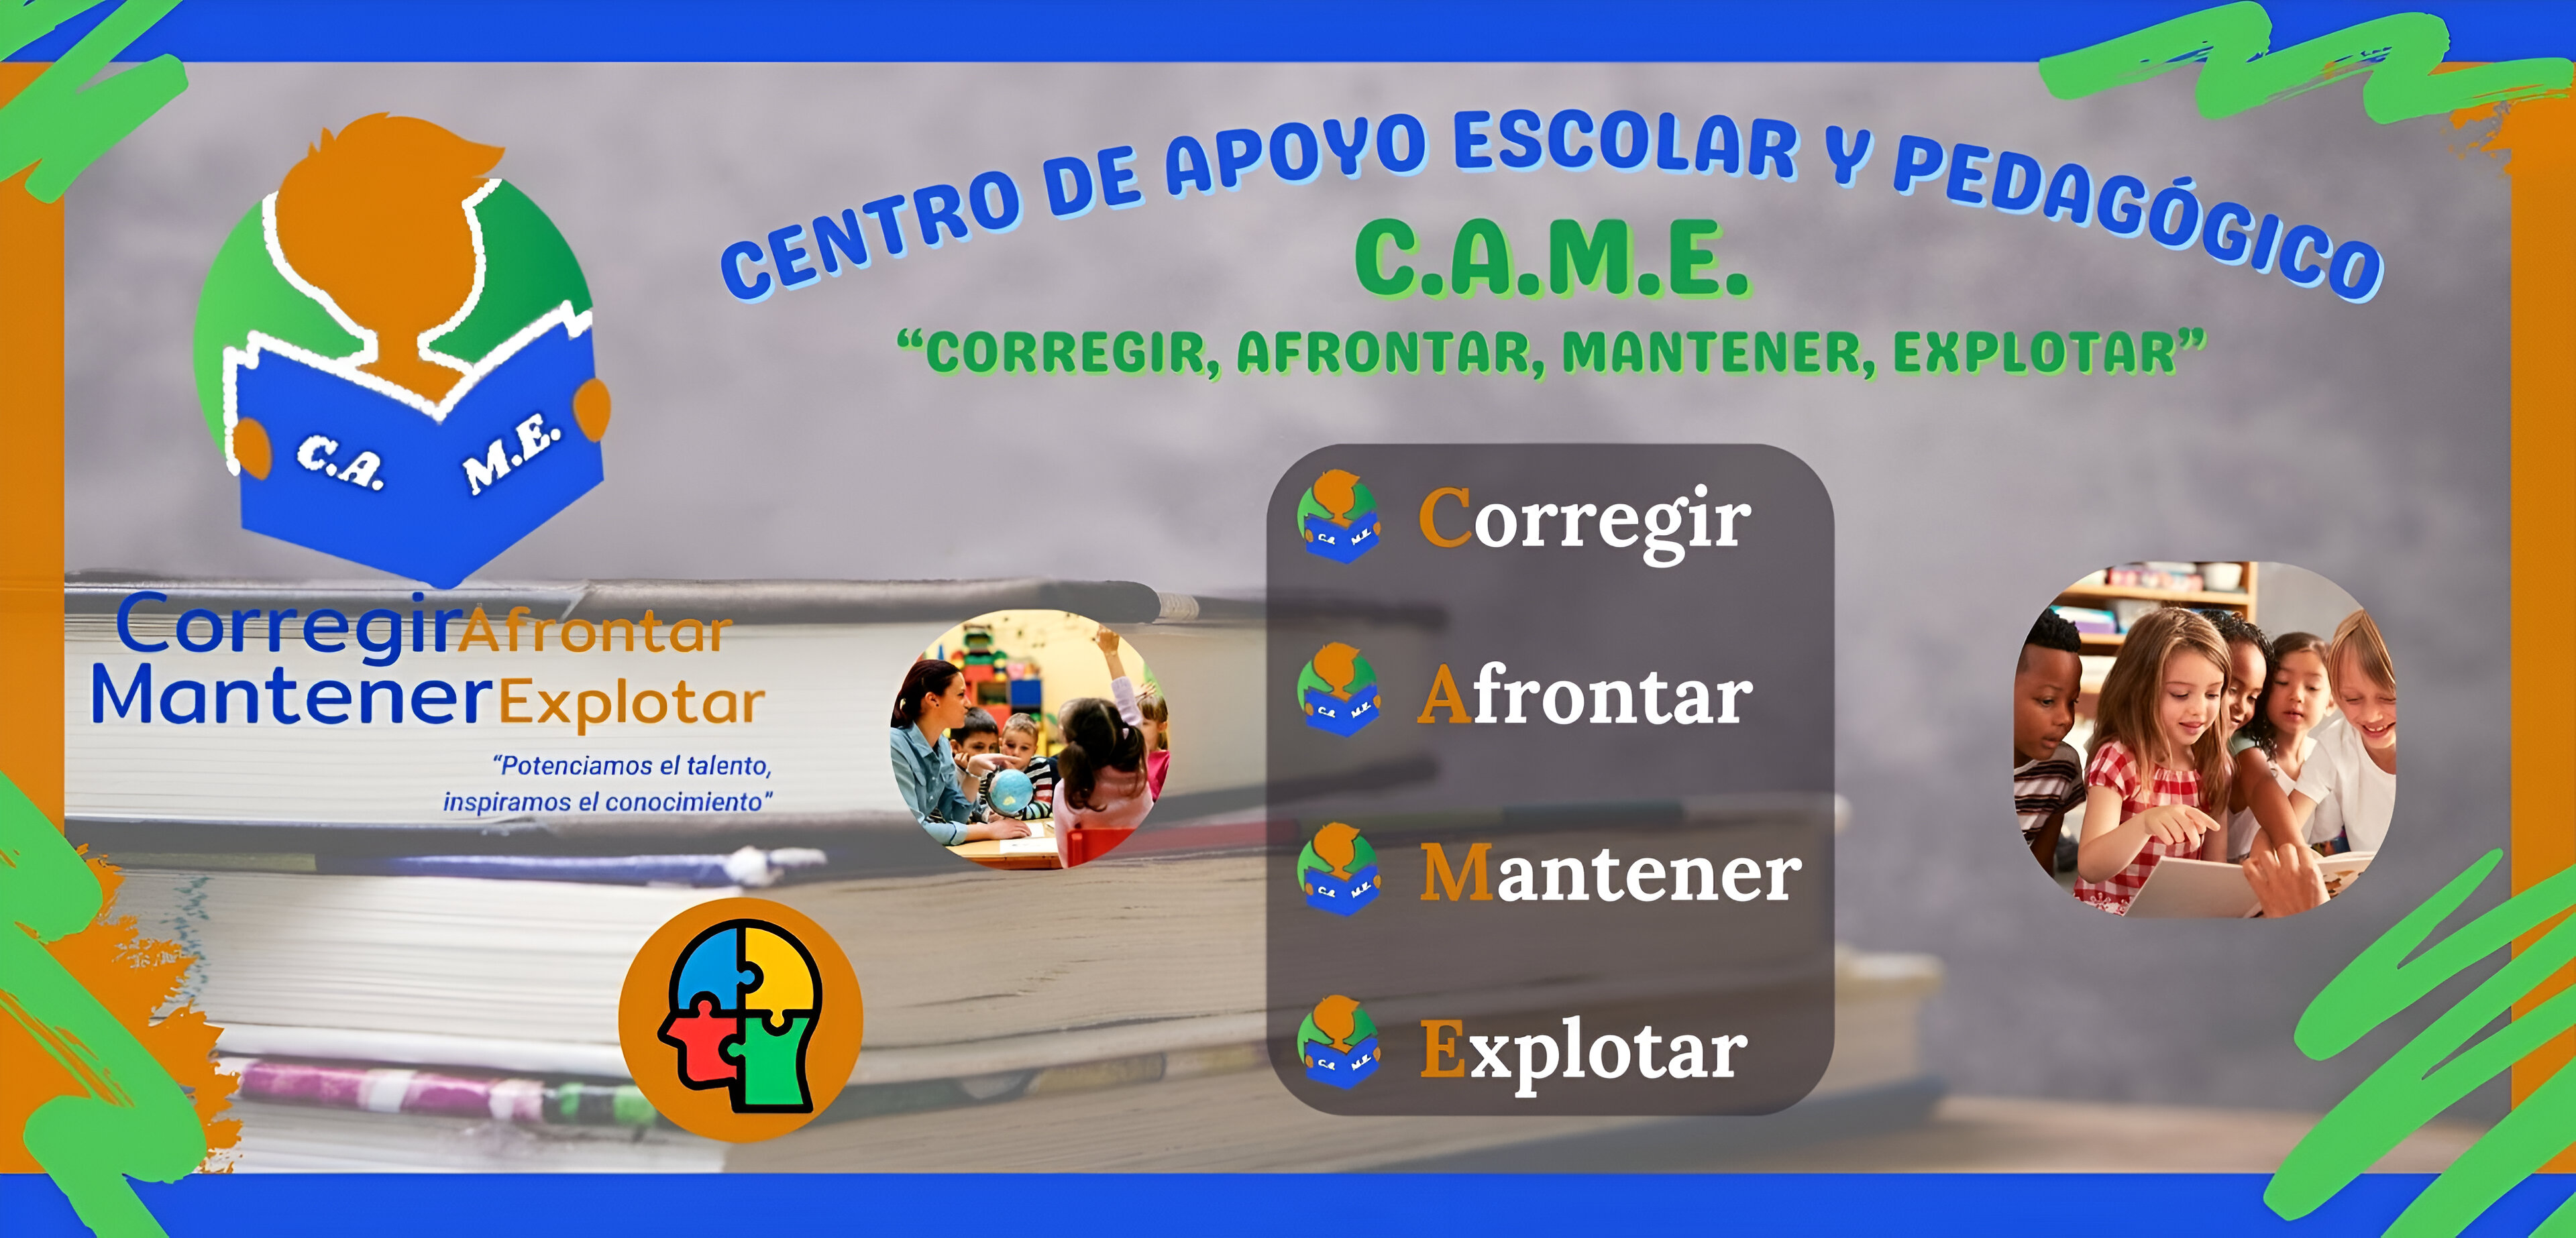 CENTRO DE APOYO ESCOLAR Y PEDAGÓGICO
C.A.M.E.
“CORREGIR, AFRONTAR, MANTENER, EXPLOTAR”
C.A. M.E.
CorregirAfrontar
MantenerExplotar
“Potenciamos el talento,
inspiramos el conocimiento”
C.A. M.E.
Corregir
C.A. M.E.
Afrontar
C.A. M.E.
Mantener
C.A. M.E.
Explotar